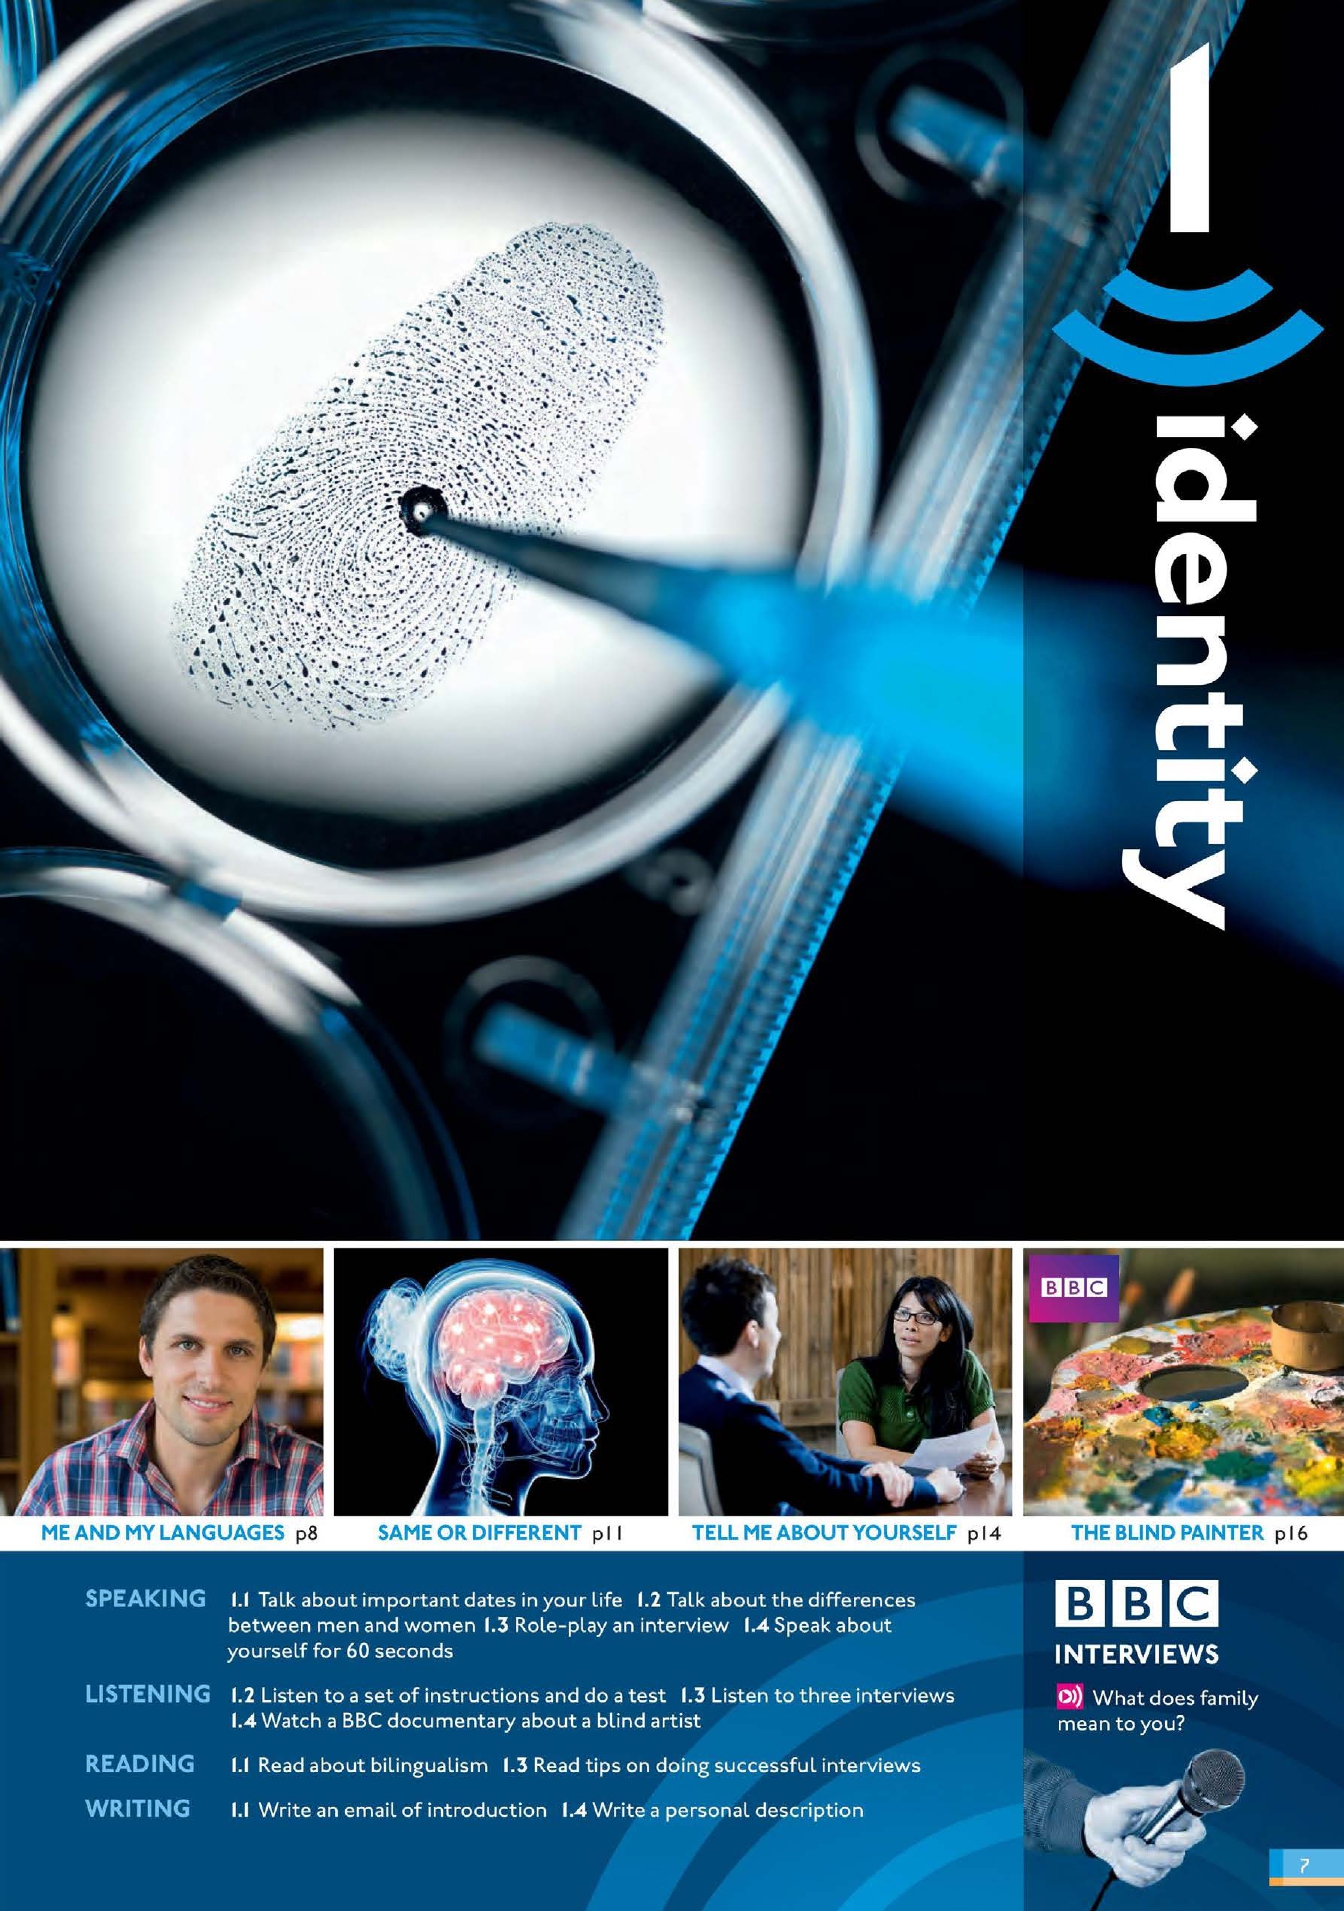 1
identity
BBC
ME AND MY LANGUAGES p8
SAME OR DIFFERENT p11
TELL ME ABOUT YOURSELF p14
THE BLIND PAINTER p16
SPEAKING 1.1 Talk about important dates in your life 1.2 Talk about the differences
between men and women 1.3 Role-play an interview 1.4 Speak about
yourself for 60 seconds
LISTENING 1.2 Listen to a set of instructions and do a test 1.3 Listen to three interviews
1.4 Watch a BBC documentary about a blind artist
READING 1.1 Read about bilingualism 1.3 Read tips on doing successful interviews
WRITING 1.1 Write an email of introduction 1.4 Write a personal description
BBC
INTERVIEWS
What does family
mean to you?
7